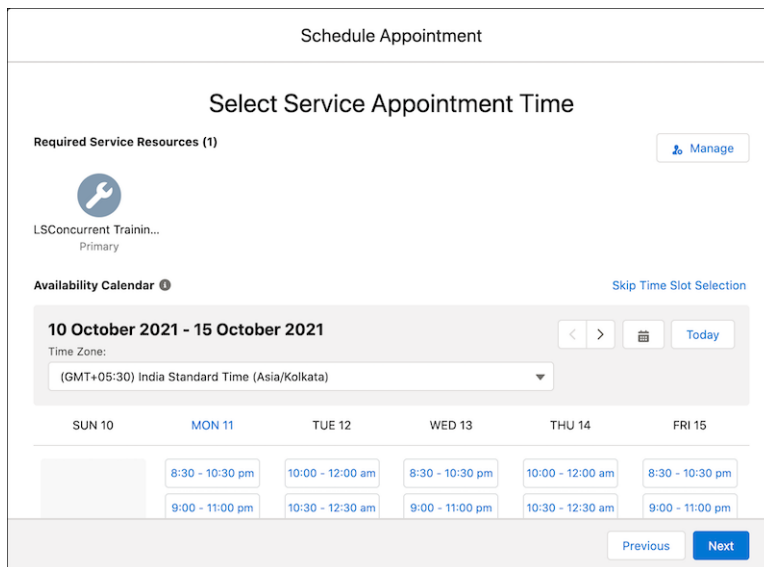 Schedule Appointment
Select Service Appointment Time
Required Service Resources (1)
Manage
LSConcurrent Trainin...
Primary
Availability Calendar
Skip Time Slot Selection
10 October 2021 - 15 October 2021
Today
Time Zone:
(GMT+05:30) India Standard Time (Asia/Kolkata)
SUN 10 MON 11 TUE 12 WED 13 THU 14 FRI 15
8:30 - 10:30 pm 10:00 - 12:00 am 8:30 - 10:30 pm 10:00 - 12:00 am 8:30 - 10:30 pm
9:00 - 11:00 pm 10:30 - 12:30 am 9:00 - 11:00 pm 10:30 - 12:30 am 9:00 - 11:00 pm
Previous Next